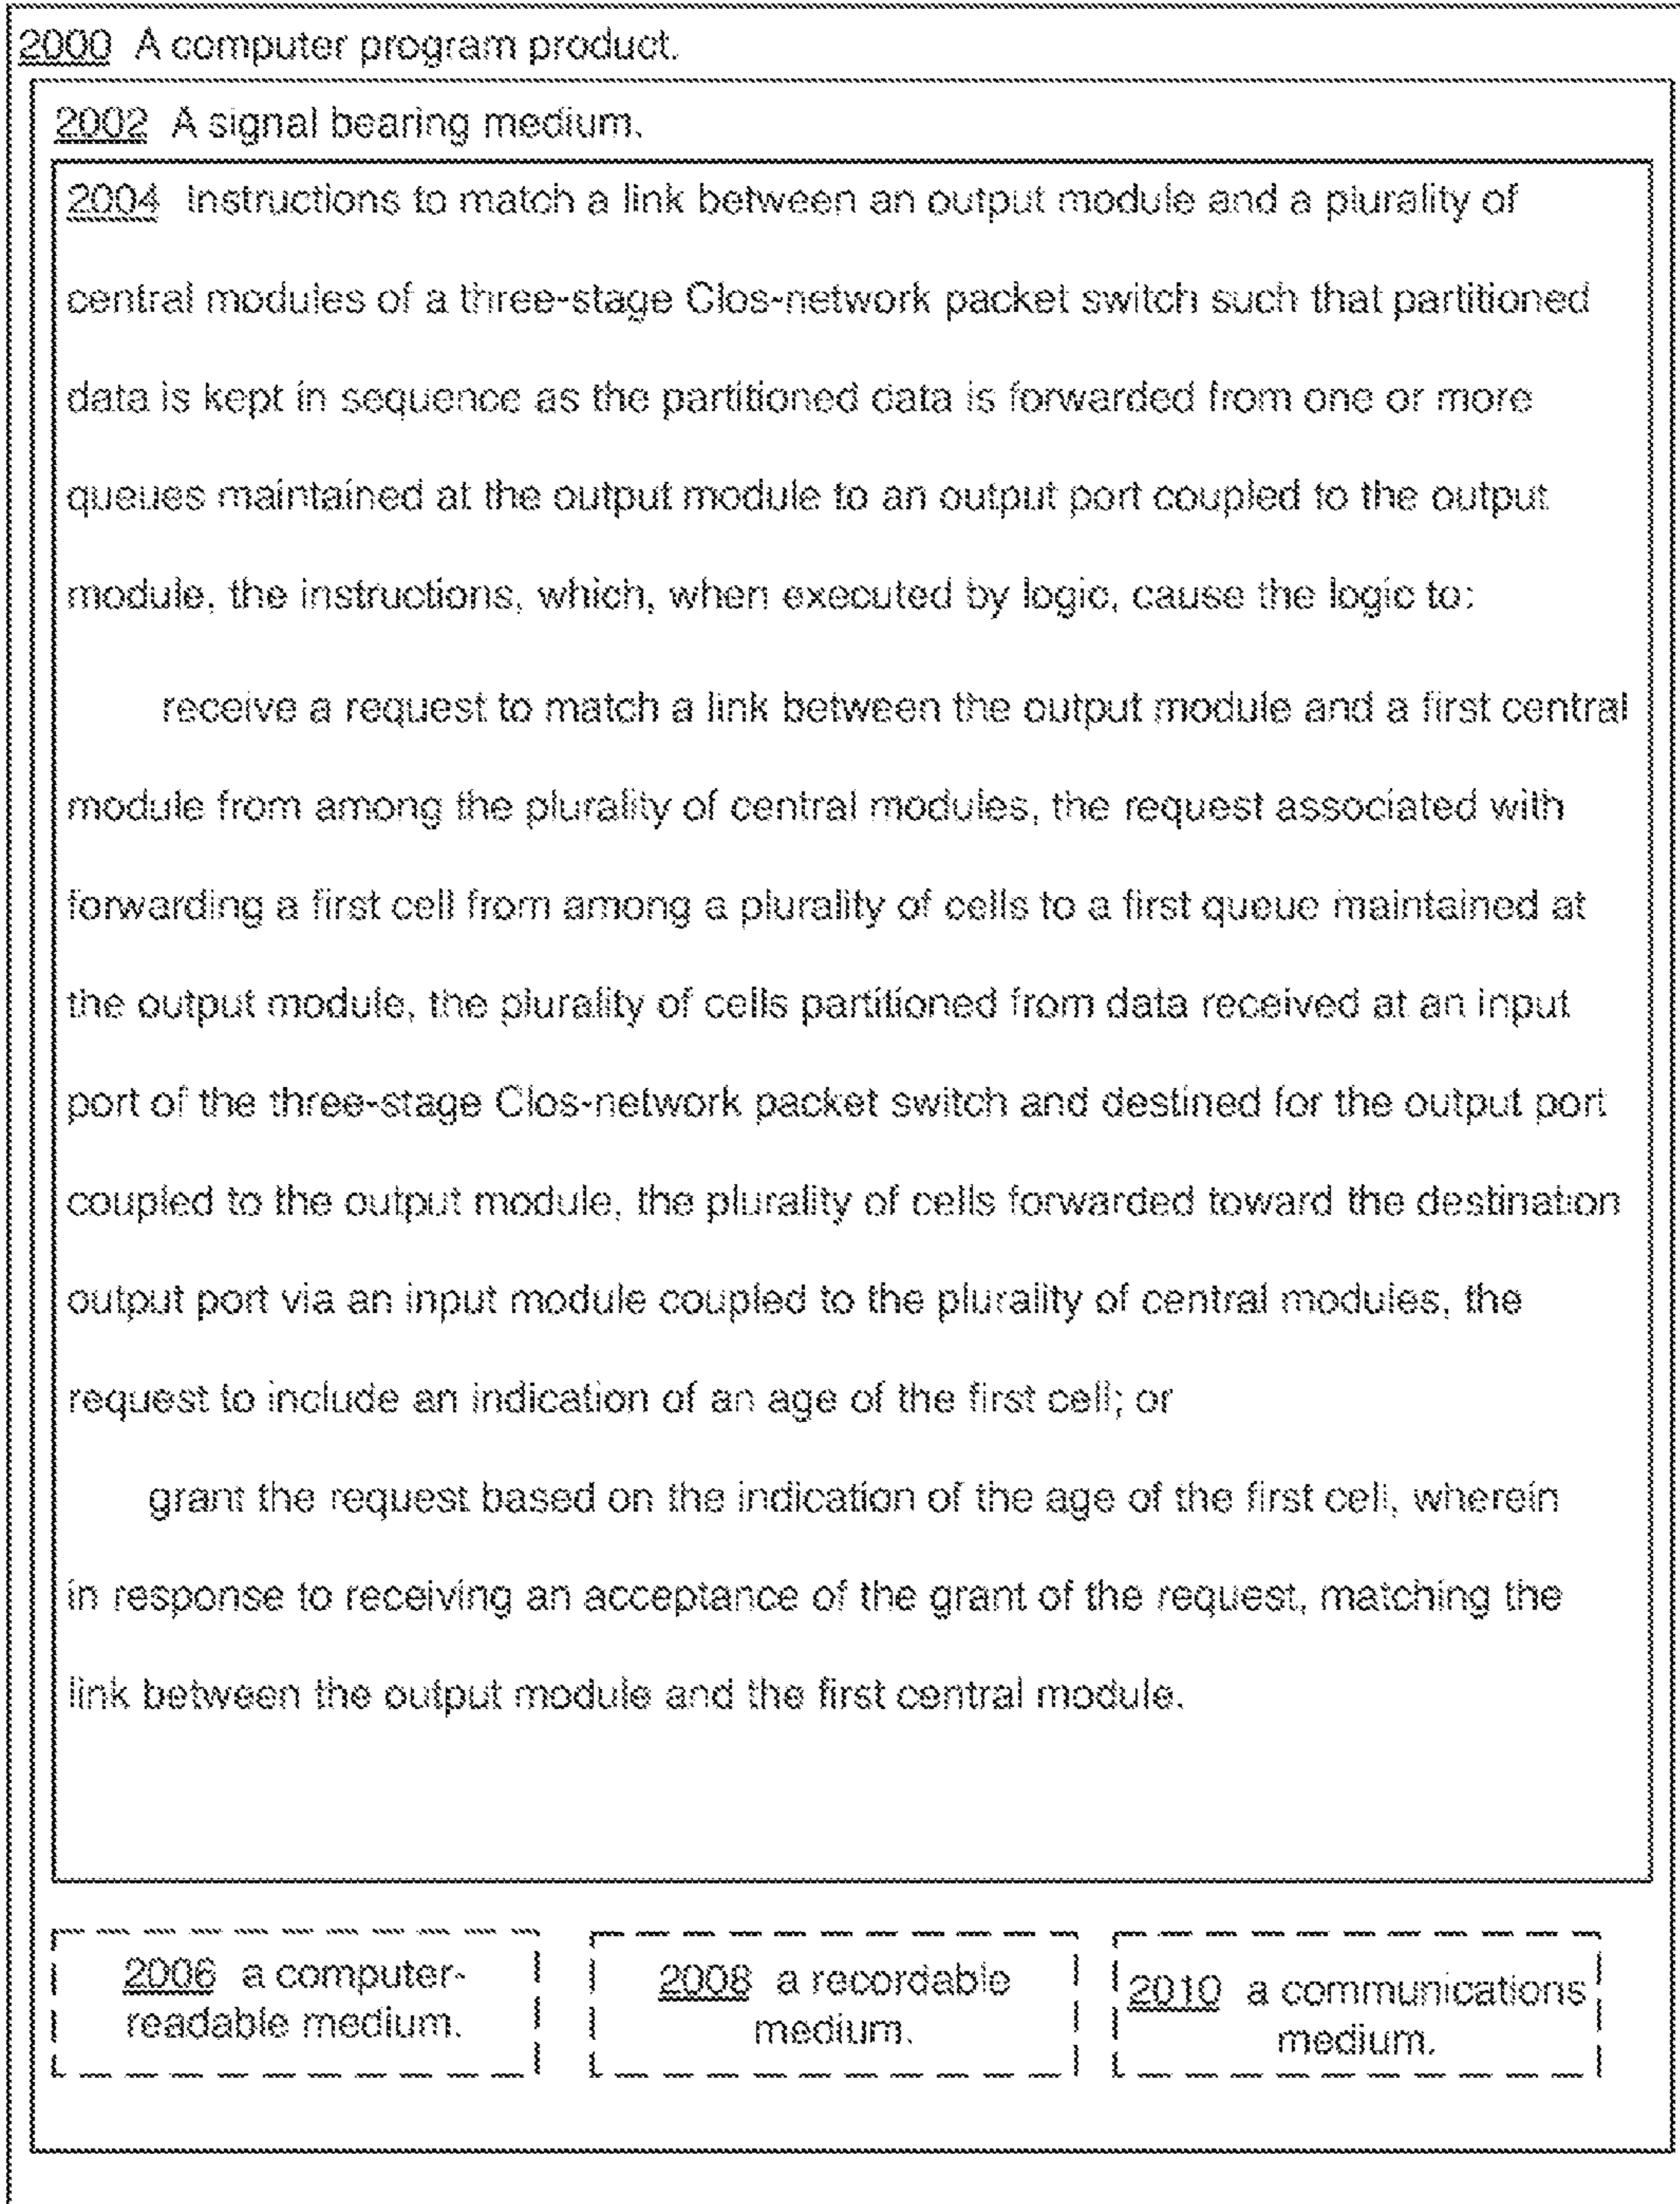 2000 A computer program product.
2002 A signal bearing medium.
2004 Instructions to match a link between an output module and a plurality of
central modules of a three-stage Clos-network packet switch such that partitioned
data is kept in sequence as the partitioned data is forwarded from one or more
queues maintained at the output module to an output port coupled to the output
module, the instructions, which, when executed by logic, cause the logic to:
receive a request to match a link between the output module and a first central
module from among the plurality of central modules, the request associated with
forwarding a first cell from among a plurality of cells to a first queue maintained at
the output module, the plurality of cells partitioned from data received at an input
port of the three-stage Clos-network packet switch and destined for the output port
coupled to the output module, the plurality of cells forwarded toward the destination
output port via an input module coupled to the plurality of central modules, the
request to include an indication of an age of the first cell; or
grant the request based on the indication of the age of the first cell, wherein
in response to receiving an acceptance of the grant of the request, matching the
link between the output module and the first central module.
2006 a computer-
readable medium.
2008 a recordable
medium.
2010 a communications
medium.